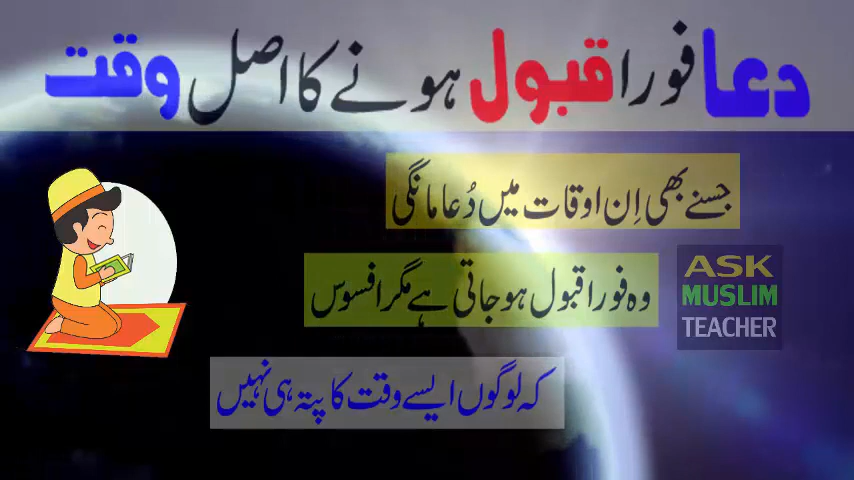 دعا فورا قبول ہونے کا اصل وقت
جسنے بھی اِن اوقات میں دُعا مانگی
وہ فورا قبول ہو جاتی ہے مگر افسوس
کہ لوگوں ایسے وقت کا پتہ ہی نہیں
ASK
MUSLIM
TEACHER